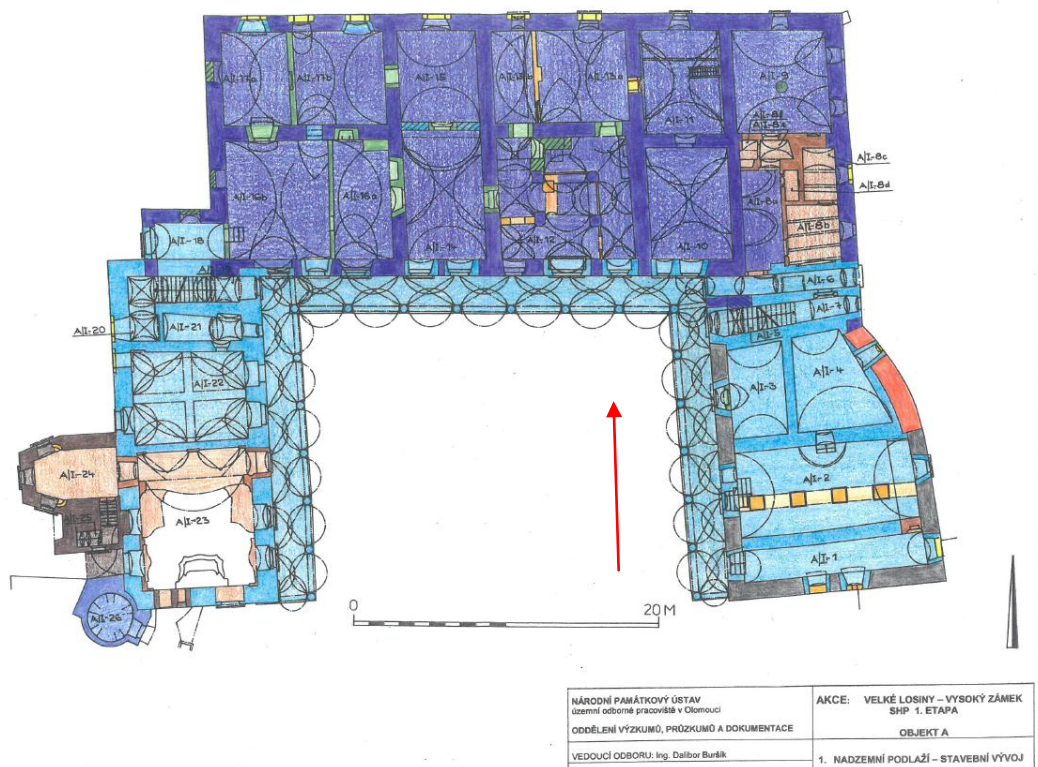 A/I-17a
A/I-17b
A/I-15
A/I-13b
A/I-13a
A/I-11
A/I-9
A/I-8e
A/I-8c
A/I-8d
A/I-8a
A/I-8b
A/I-16b
A/I-16a
A/I-14
A/I-12
A/I-10
A/I-18
A/I-6
A/I-7
A/I-5
A/I-20
A/I-21
A/I-22
A/I-3
A/I-4
A/I-24
A/I-2
A/I-23
A/I-1
A/I-26
0
20 M
NÁRODNÍ PAMÁTKOVÝ ÚSTAV
územní odborné pracoviště v Olomouci
ODDĚLENÍ VÝZKUMŮ, PRŮZKUMŮ A DOKUMENTACE
VEDOUCÍ ODBORU: Ing. Dalibor Buršík
AKCE: VELKÉ LOSINY – VYSOKÝ ZÁMEK
SHP 1. ETAPA
OBJEKT A
1. NADZEMNÍ PODLAŽÍ – STAVEBNÍ VÝVOJ